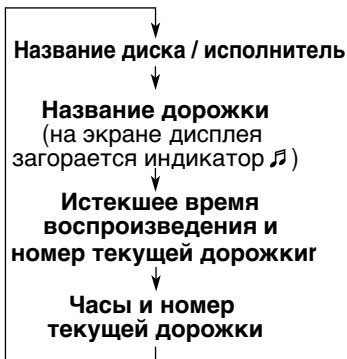 Название диска / исполнитель
Название дорожки
(на экране дисплея
загорается индикатор ♫)
Истекшее время
воспроизведения и
номер текущей дорожкиr
Часы и номер
текущей дорожки